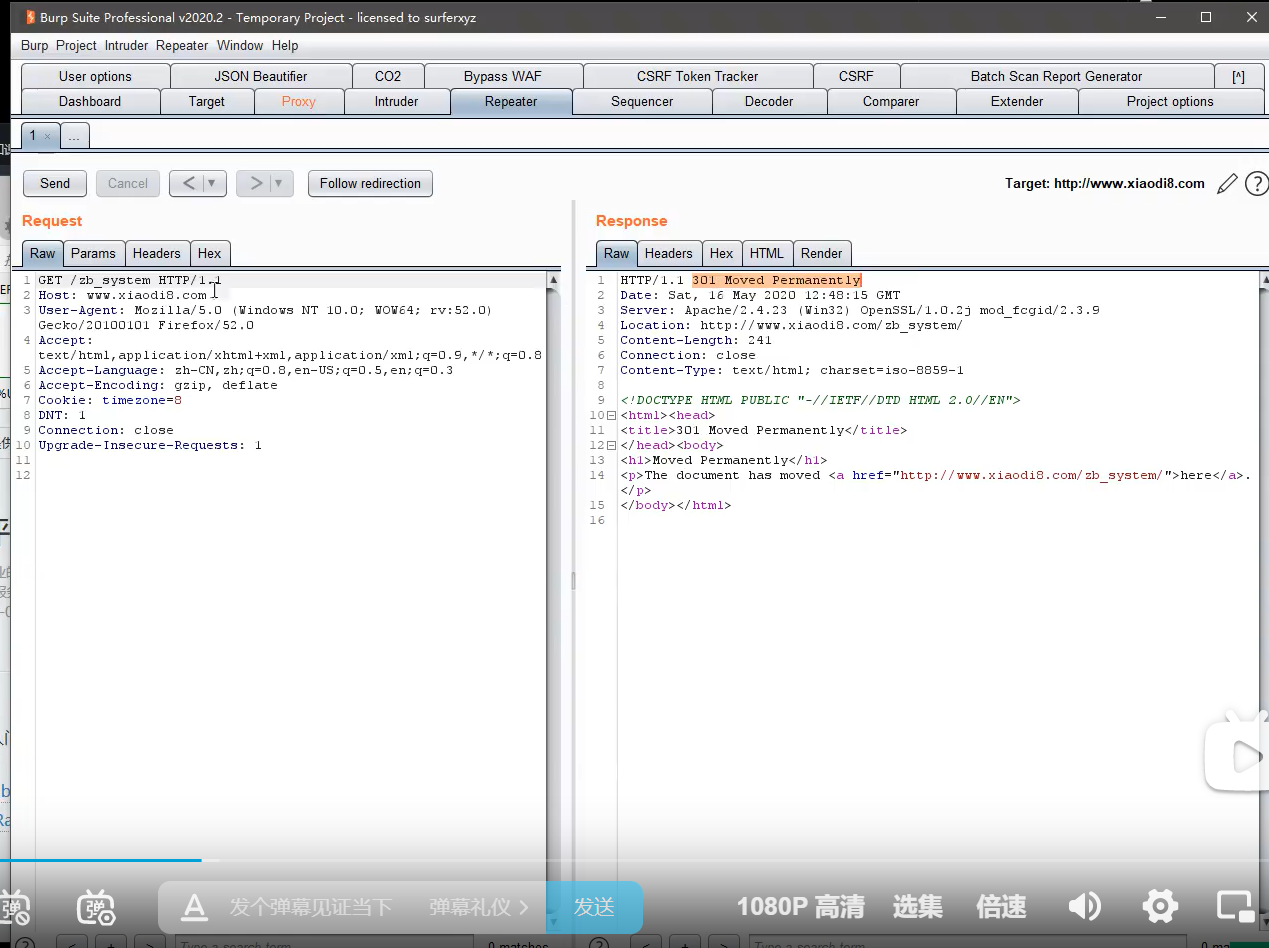 Burp Suite Professional v2020.2 - Temporary Project - licensed to surferxyz
Burp Project Intruder Repeater Window Help
User options JSON Beautifier CO2 Bypass WAF CSRF Token Tracker CSRF Batch Scan Report Generator [^]
Dashboard Target Proxy Intruder Repeater Sequencer Decoder Comparer Extender Project options
1 × ...
Send Cancel < ▼ > ▼ Follow redirection
Target: http://www.xiaodi8.com ?
Request
Raw Params Headers Hex
1 GET /zb_system HTTP/1.1
2 Host: www.xiaodi8.com
3 User-Agent: Mozilla/5.0 (Windows NT 10.0; WOW64; rv:52.0)
Gecko/20100101 Firefox/52.0
4 Accept:
text/html,application/xhtml+xml,application/xml;q=0.9,*/*;q=0.8
5 Accept-Language: zh-CN,zh;q=0.8,en-US;q=0.5,en;q=0.3
6 Accept-Encoding: gzip, deflate
7 Cookie: timezone=8
8 DNT: 1
9 Connection: close
10 Upgrade-Insecure-Requests: 1
11
12
Response
Raw Headers Hex HTML Render
1 HTTP/1.1 301 Moved Permanently
2 Date: Sat, 16 May 2020 12:48:15 GMT
3 Server: Apache/2.4.23 (Win32) OpenSSL/1.0.2j mod_fcgid/2.3.9
4 Location: http://www.xiaodi8.com/zb_system/
5 Content-Length: 241
6 Connection: close
7 Content-Type: text/html; charset=iso-8859-1
8
9 <!DOCTYPE HTML PUBLIC "-//IETF//DTD HTML 2.0//EN">
10 <html><head>
11 <title>301 Moved Permanently</title>
12 </head><body>
13 <h1>Moved Permanently</h1>
14 <p>The document has moved <a href="http://www.xiaodi8.com/zb_system/">here</a>.
</p>
15 </body></html>
16
弹 弹 A 发个弹幕见证当下 弹幕礼仪 > 发送 1080P 高清 选集 倍速
? < + > Type a search term 0 matches ? < + > Type a search term